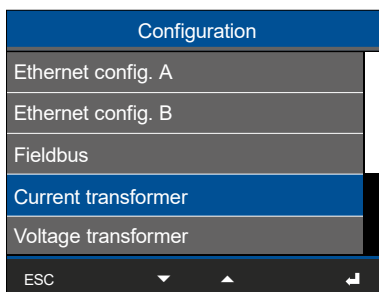 Configuration
Ethernet config. A
Ethernet config. B
Fieldbus
Current transformer
Voltage transformer
ESC